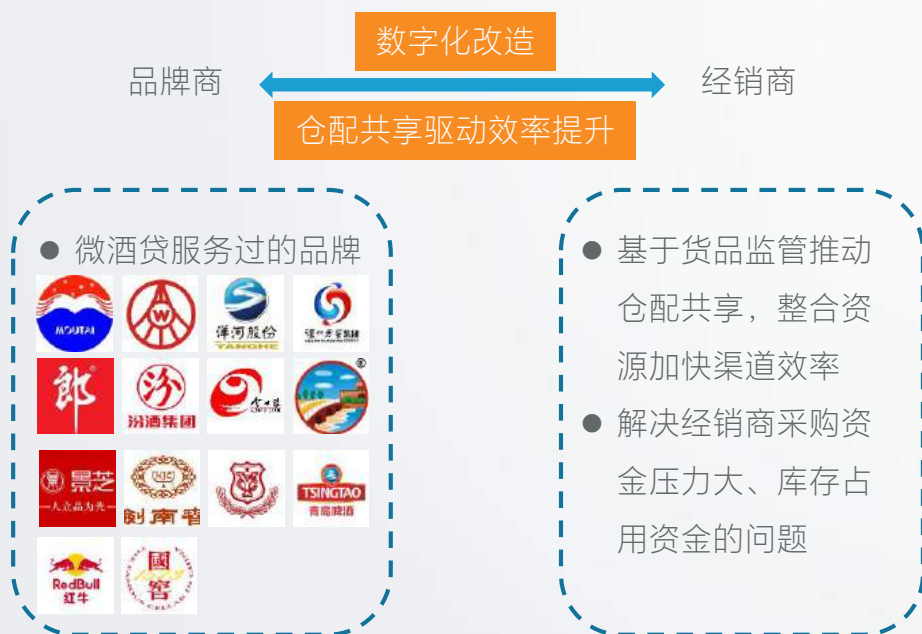 数字化改造
品牌商
经销商
仓配共享驱动效率提升
● 微酒贷服务过的品牌
MOUTAI
W
洋河股份
YANGHE
郎
汾
汾酒集团
®
景芝
剑南春
TSINGTAO
青岛啤酒
RedBull
红牛
國
窖
● 基于货品监管推动
仓配共享，整合资
源加快渠道效率
● 解决经销商采购资
金压力大、库存占
用资金的问题